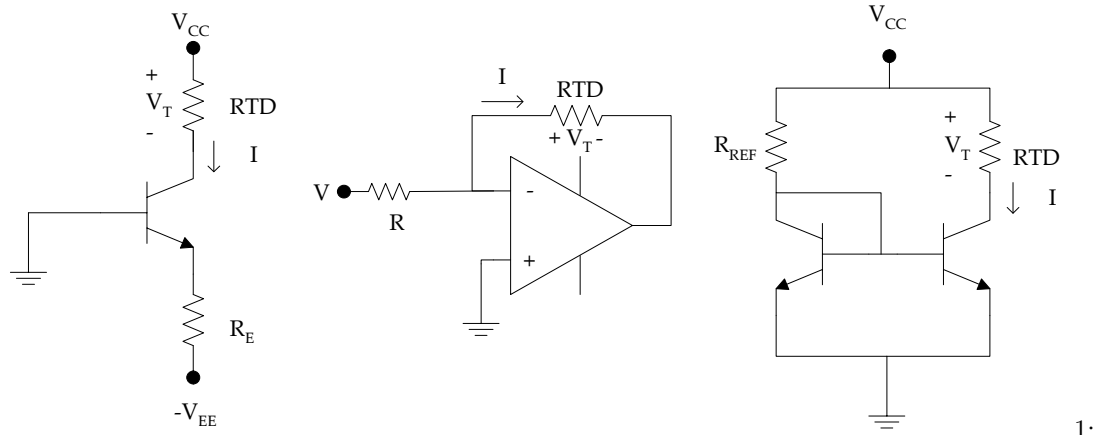 V_CC
+
V_T
-
RTD
I
R_E
-V_EE
I
RTD
+ V_T -
V
R
-
+
V_CC
R_REF
+
V_T
-
RTD
I
1: